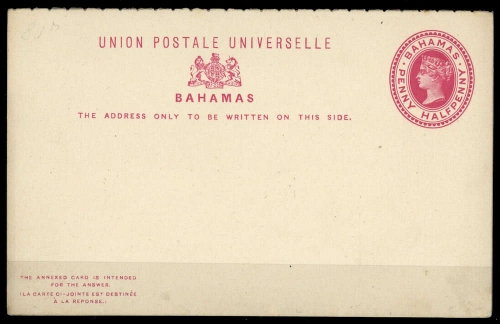 UNION POSTALE UNIVERSELLE
BAHAMAS
THE ADDRESS ONLY TO BE WRITTEN ON THIS SIDE.
BAHAMAS
PENNY HALFPENNY
THE ANNEXED CARD IS INTENDED
FOR THE ANSWER.
(LA CARTE CI-JOINTE EST DESTINÉE
À LA RÉPONSE.)